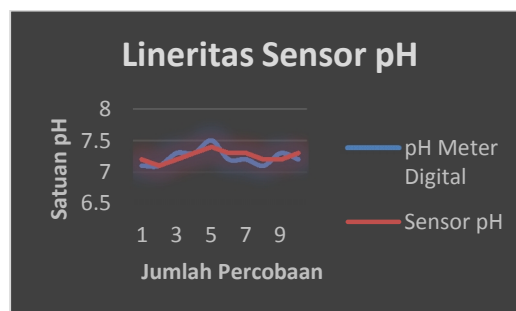 Lineritas Sensor pH
8
7.5
7
6.5
Satuan pH
1 3 5 7 9
Jumlah Percobaan
pH Meter
Digital
Sensor pH